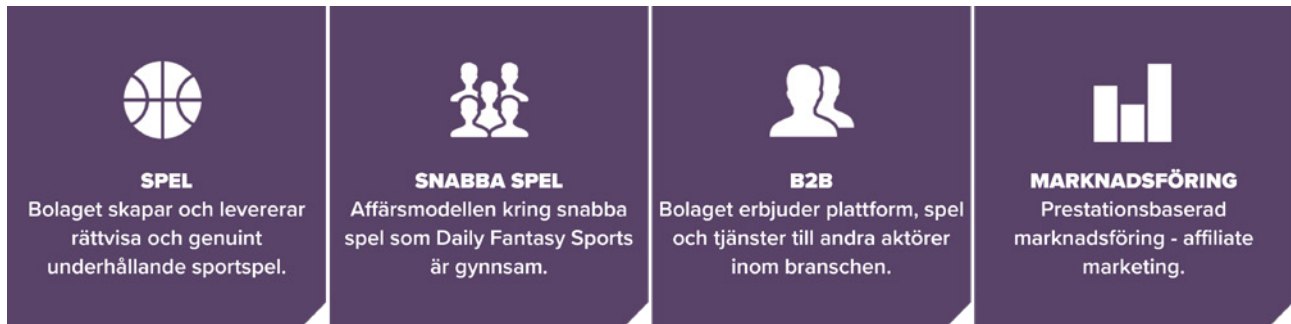 SPEL
Bolaget skapar och levererar
rättvisa och genuint
underhållande sportspel.
SNABBA SPEL
Affärsmodellen kring snabba
spel som Daily Fantasy Sports
är gynnsam.
B2B
Bolaget erbjuder plattform, spel
och tjänster till andra aktörer
inom branschen.
MARKNADSFÖRING
Prestationsbaserad
marknadsföring - affiliate
marketing.